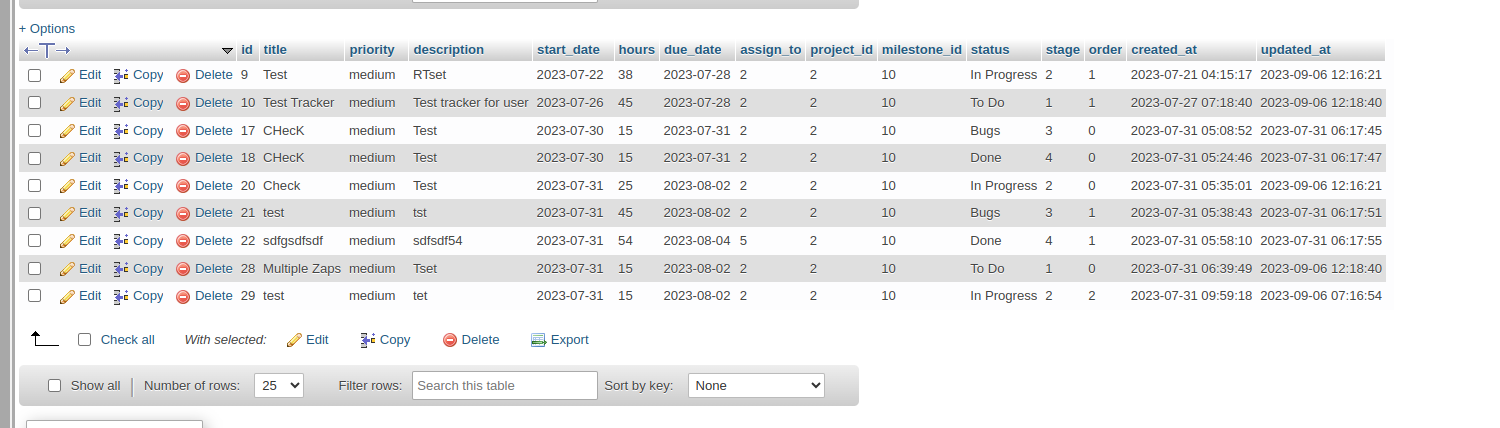 + Options
id title priority description start_date hours due_date assign_to project_id milestone_id status stage order created_at updated_at
Edit Copy Delete 9 Test medium RTset 2023-07-22 38 2023-07-28 2 2 10 In Progress 2 1 2023-07-21 04:15:17 2023-09-06 12:16:21
Edit Copy Delete 10 Test Tracker medium Test tracker for user 2023-07-26 45 2023-07-28 2 2 10 To Do 1 1 2023-07-27 07:18:40 2023-09-06 12:18:40
Edit Copy Delete 17 CHecK medium Test 2023-07-30 15 2023-07-31 2 2 10 Bugs 3 0 2023-07-31 05:08:52 2023-07-31 06:17:45
Edit Copy Delete 18 CHecK medium Test 2023-07-30 15 2023-07-31 2 2 10 Done 4 0 2023-07-31 05:24:46 2023-07-31 06:17:47
Edit Copy Delete 20 Check medium Test 2023-07-31 25 2023-08-02 2 2 10 In Progress 2 0 2023-07-31 05:35:01 2023-09-06 12:16:21
Edit Copy Delete 21 test medium tst 2023-07-31 45 2023-08-02 2 2 10 Bugs 3 1 2023-07-31 05:38:43 2023-07-31 06:17:51
Edit Copy Delete 22 sdfgsdfsdf medium sdfsdf54 2023-07-31 54 2023-08-04 5 2 10 Done 4 1 2023-07-31 05:58:10 2023-07-31 06:17:55
Edit Copy Delete 28 Multiple Zaps medium Tset 2023-07-31 15 2023-08-02 2 2 10 To Do 1 0 2023-07-31 06:39:49 2023-09-06 12:18:40
Edit Copy Delete 29 test medium tet 2023-07-31 15 2023-08-02 2 2 10 In Progress 2 2 2023-07-31 09:59:18 2023-09-06 07:16:54
Check all With selected: Edit Copy Delete Export
Show all Number of rows: 25 Filter rows: Search this table Sort by key: None